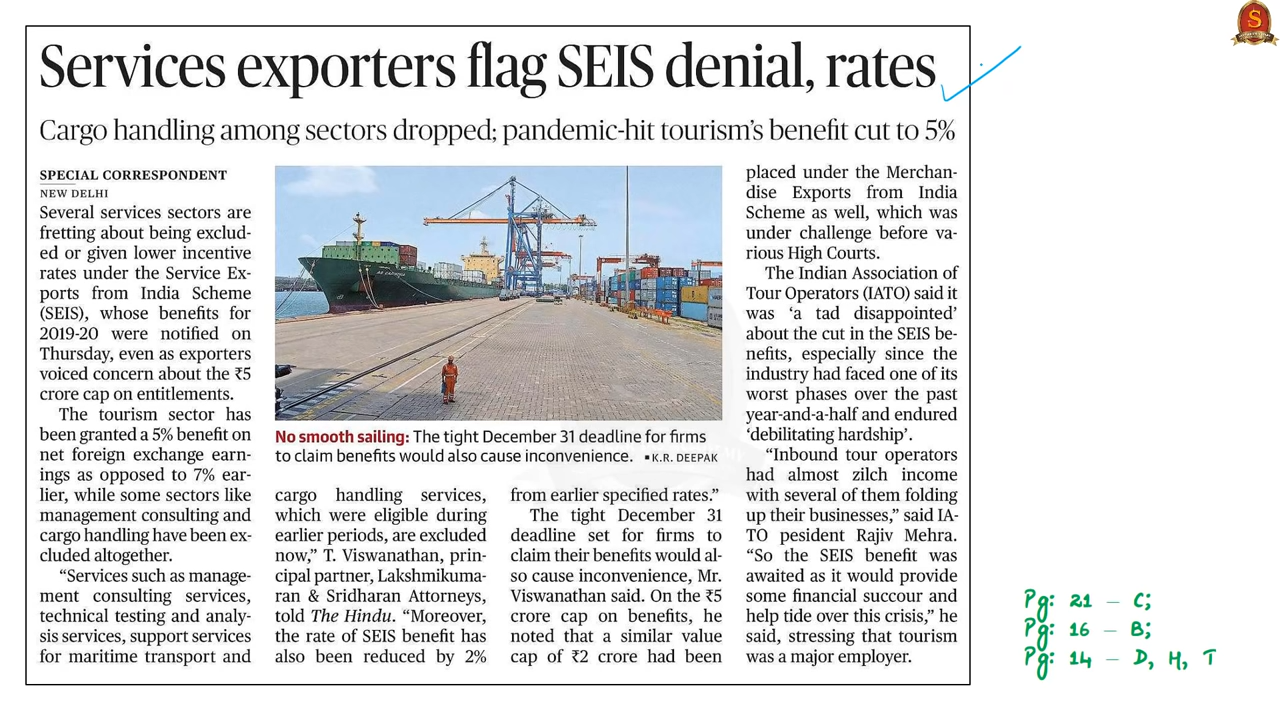 Services exporters flag SEIS denial, rates
Cargo handling among sectors dropped; pandemic-hit tourism's benefit cut to 5%
SPECIAL CORRESPONDENT
NEW DELHI
Several services sectors are
fretting about being exclud-
ed or given lower incentive
rates under the Service Ex-
ports from India Scheme
(SEIS), whose benefits for
2019-20 were notified on
Thursday, even as exporters
voiced concern about the ₹5
crore cap on entitlements.
The tourism sector has
been granted a 5% benefit on
net foreign exchange earn-
ings as opposed to 7% ear-
lier, while some sectors like
management consulting and
cargo handling have been ex-
cluded altogether.
"Services such as manage-
ment consulting services,
technical testing and analy-
sis services, support services
for maritime transport and
No smooth sailing: The tight December 31 deadline for firms
to claim benefits would also cause inconvenience. ▪K.R. DEEPAK
cargo handling services,
which were eligible during
earlier periods, are excluded
now," T. Viswanathan, prin-
cipal partner, Lakshmikuma-
ran & Sridharan Attorneys,
told The Hindu. "Moreover,
the rate of SEIS benefit has
also been reduced by 2%
from earlier specified rates."
The tight December 31
deadline set for firms to
claim their benefits would al-
so cause inconvenience, Mr.
Viswanathan said. On the ₹5
crore cap on benefits, he
noted that a similar value
cap of ₹2 crore had been
placed under the Merchan-
dise Exports from India
Scheme as well, which was
under challenge before va-
rious High Courts.
The Indian Association of
Tour Operators (IATO) said it
was 'a tad disappointed'
about the cut in the SEIS be-
nefits, especially since the
industry had faced one of its
worst phases over the past
year-and-a-half and endured
'debilitating hardship'.
"Inbound tour operators
had almost zilch income
with several of them folding
up their businesses," said IA-
TO pesident Rajiv Mehra.
"So the SEIS benefit was
awaited as it would provide
some financial succour and
help tide over this crisis," he
said, stressing that tourism
was a major employer.
Pg: 21 – C;
Pg: 16 – B;
Pg: 14 – D, H, T